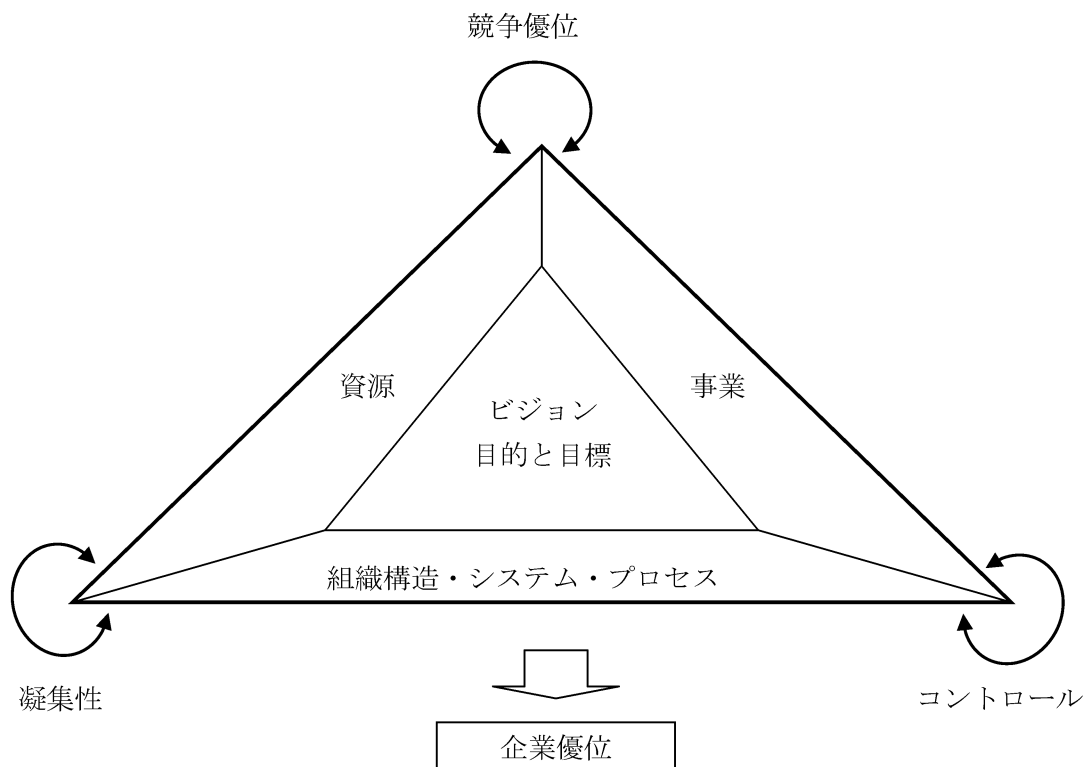 競争優位
資源
事業
ビジョン
目的と目標
組織構造・システム・プロセス
凝集性
コントロール
企業優位